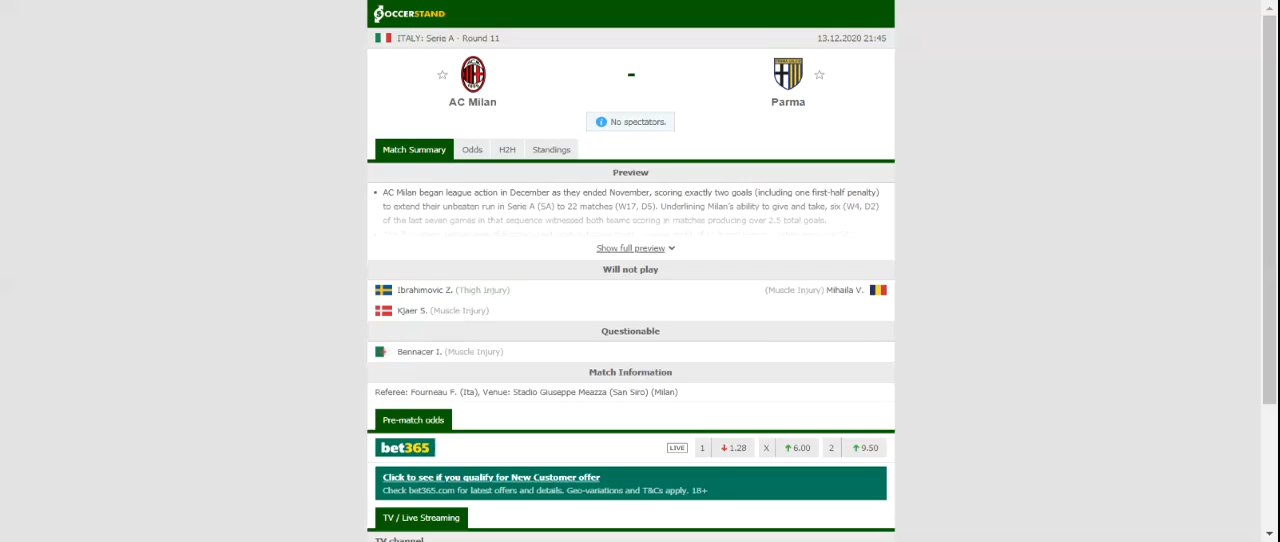 SOCCERSTAND
ITALY: Serie A - Round 11 13.12.2020 21:45
-
AC Milan Parma
No spectators.
Match Summary Odds H2H Standings
Preview
• AC Milan began league action in December as they ended November, scoring exactly two goals (including one first-half penalty)
to extend their unbeaten run in Serie A (SA) to 22 matches (W17, D5). Underlining Milan's ability to give and take, six (W4, D2)
of the last seven games in that sequence witnessed both teams scoring in matches producing over 2.5 total goals.
Show full preview
Will not play
Ibrahimovic Z. (Thigh Injury) (Muscle Injury) Mihaila V.
Kjaer S. (Muscle Injury)
Questionable
Bennacer I. (Muscle Injury)
Match Information
Referee: Fourneau F. (Ita), Venue: Stadio Giuseppe Meazza (San Siro) (Milan)
Pre-match odds
bet365 LIVE 1 1.28 X 6.00 2 9.50
Click to see if you qualify for New Customer offer
Check bet365.com for latest offers and details. Geo-variations and T&Cs apply. 18+
TV / Live Streaming
TV channel